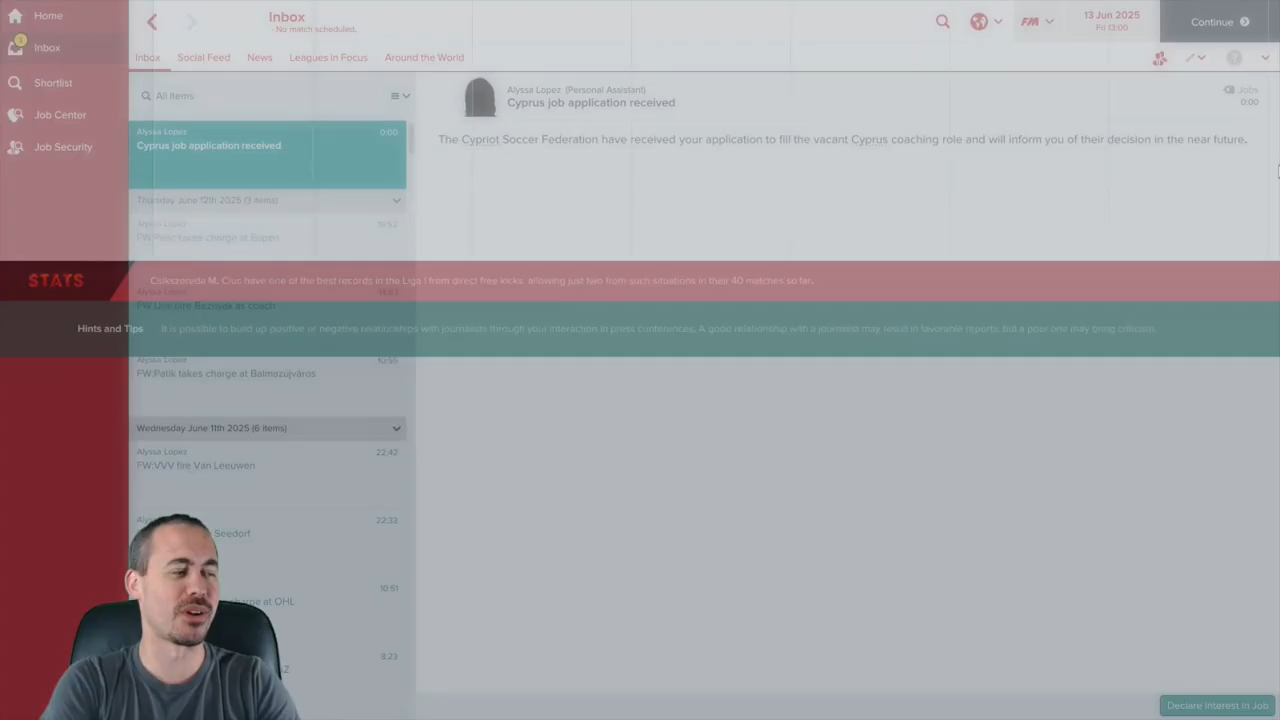 Home
Inbox
Shortlist
Job Center
Job Security
Inbox
- No match scheduled.
FM
13 Jun 2025
Fri 13:00
Continue
Inbox
Social Feed
News
Leagues in Focus
Around the World
All Items
Alyssa Lopez
0:00
Cyprus job application received
Thursday June 12th 2025 (3 items)
Alyssa Lopez
FW:
takes charge at Eupen
as coach
Alyssa Lopez
10:55
FW:Patik takes charge at Balmazújváros
Wednesday June 11th 2025 (6 items)
Alyssa Lopez
22:42
FW:VVV fire Van Leeuwen
22:33
Seedorf
10:51
charge at OHL
8:23
Alyssa Lopez (Personal Assistant)
Cyprus job application received
Jobs
0:00
The Cypriot Soccer Federation have received your application to fill the vacant Cyprus coaching role and will inform you of their decision in the near future.
STATS
Csikszereda M. Ciuc have one of the best records in the Liga I from direct free kicks, allowing just two from such situations in their 40 matches so far.
Hints and Tips
It is possible to build up positive or negative relationships with journalists through your interaction in press conferences. A good relationship with a journalist may result in favorable reports, but a poor one may bring criticism.
Declare interest in Job